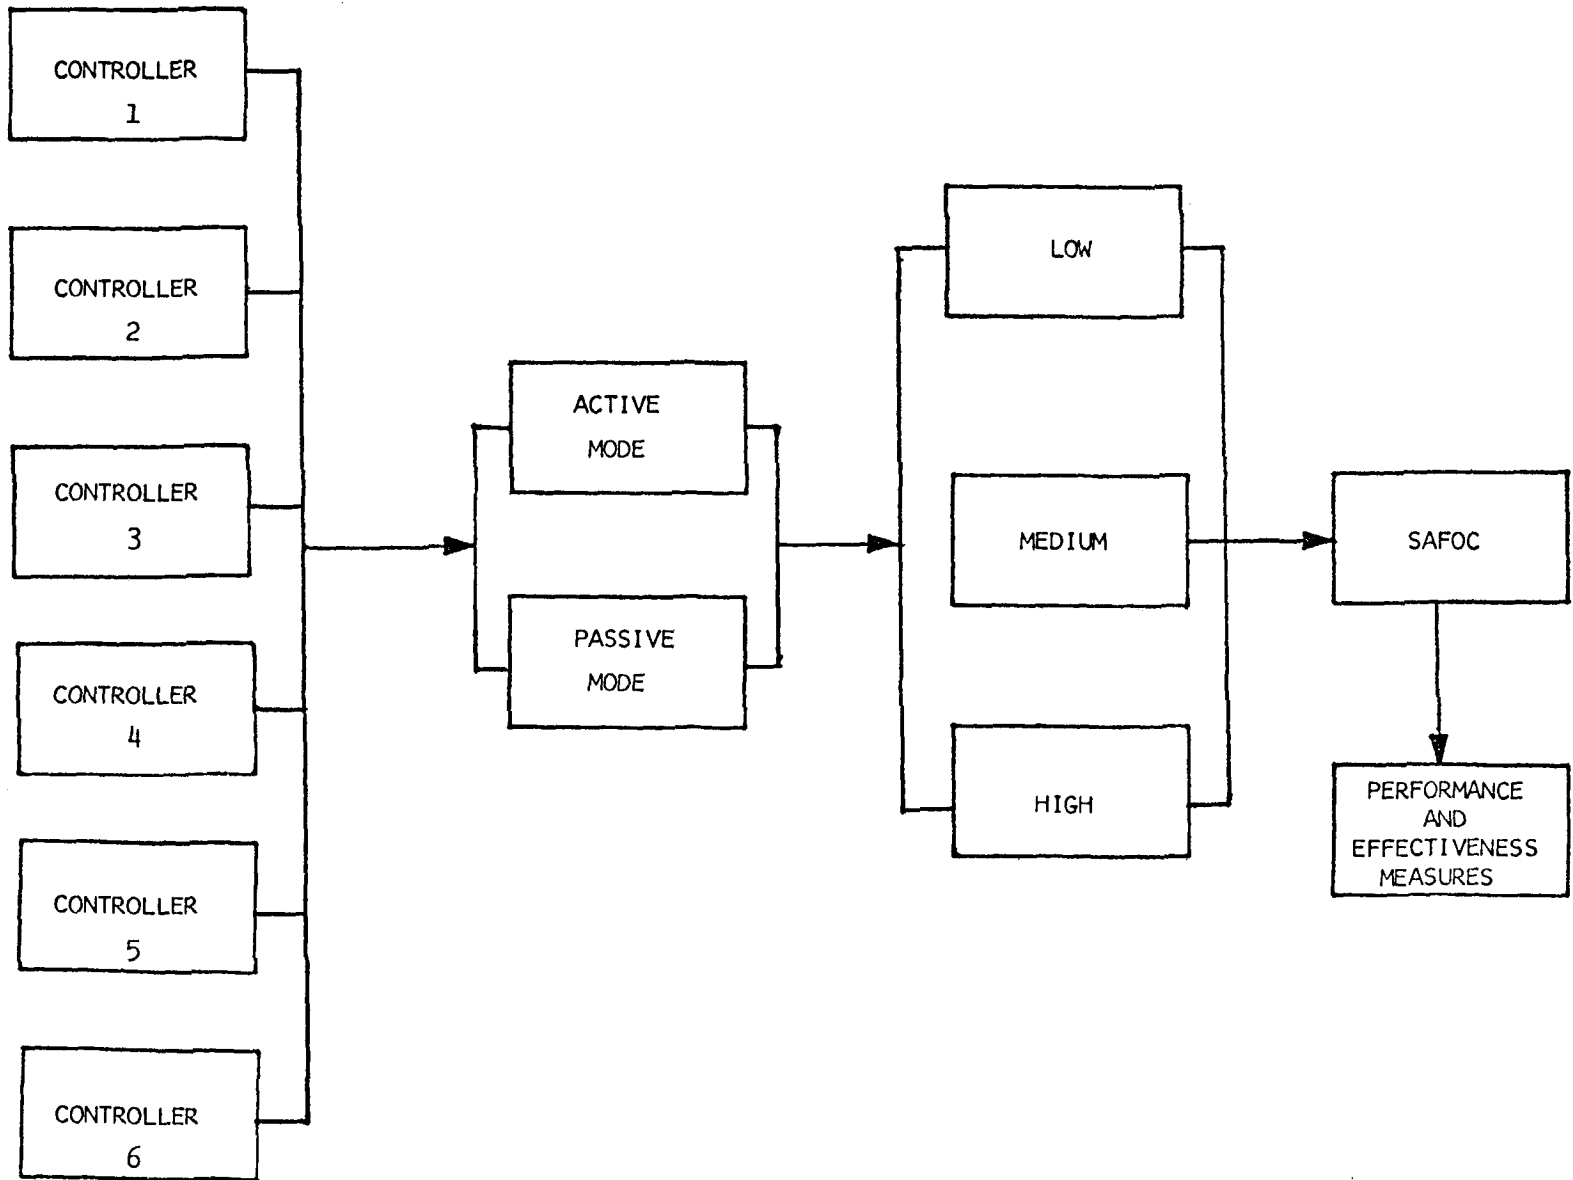 CONTROLLER
1
CONTROLLER
2
CONTROLLER
3
CONTROLLER
4
CONTROLLER
5
CONTROLLER
6
ACTIVE
MODE
PASSIVE
MODE
LOW
MEDIUM
HIGH
SAFOC
PERFORMANCE
AND
EFFECTIVENESS
MEASURES